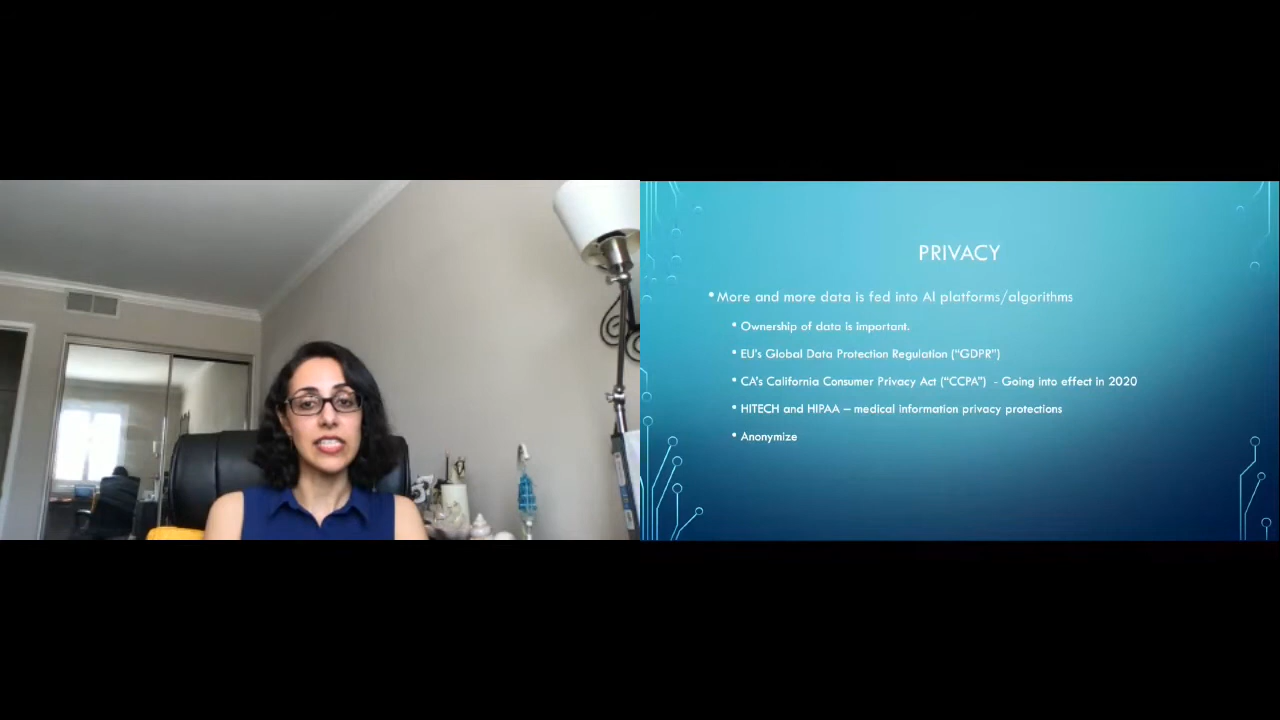 PRIVACY
•More and more data is fed into AI platforms/algorithms
• Ownership of data is important.
• EU's Global Data Protection Regulation ("GDPR")
• CA's California Consumer Privacy Act ("CCPA") - Going into effect in 2020
• HITECH and HIPAA – medical information privacy protections
• Anonymize